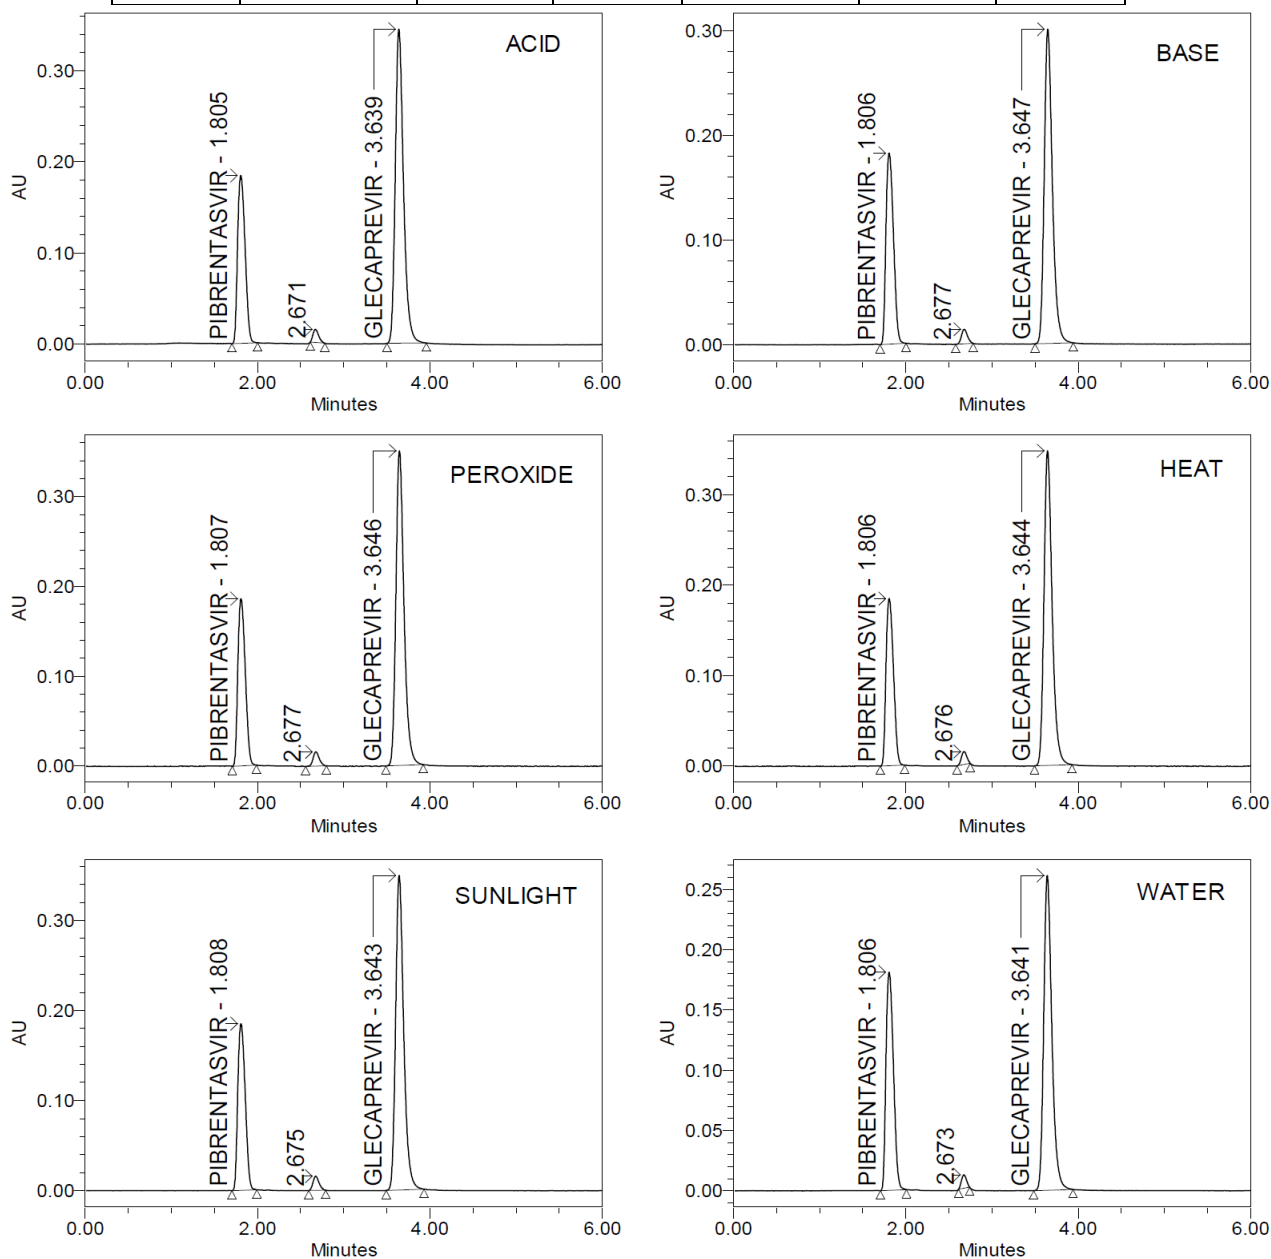 ACID
AU
0.30
0.20
0.10
0.00
PIBRENTASVIR - 1.805
2.671
GLECAPREVIR - 3.639
0.00 2.00 4.00 6.00
Minutes
BASE
AU
0.30
0.20
0.10
0.00
PIBRENTASVIR - 1.806
2.677
GLECAPREVIR - 3.647
0.00 2.00 4.00 6.00
Minutes
PEROXIDE
AU
0.30
0.20
0.10
0.00
PIBRENTASVIR - 1.807
2.677
GLECAPREVIR - 3.646
0.00 2.00 4.00 6.00
Minutes
HEAT
AU
0.30
0.20
0.10
0.00
PIBRENTASVIR - 1.806
2.676
GLECAPREVIR - 3.644
0.00 2.00 4.00 6.00
Minutes
SUNLIGHT
AU
0.30
0.20
0.10
0.00
PIBRENTASVIR - 1.808
2.675
GLECAPREVIR - 3.643
0.00 2.00 4.00 6.00
Minutes
WATER
AU
0.25
0.20
0.15
0.10
0.05
0.00
PIBRENTASVIR - 1.806
2.673
GLECAPREVIR - 3.641
0.00 2.00 4.00 6.00
Minutes